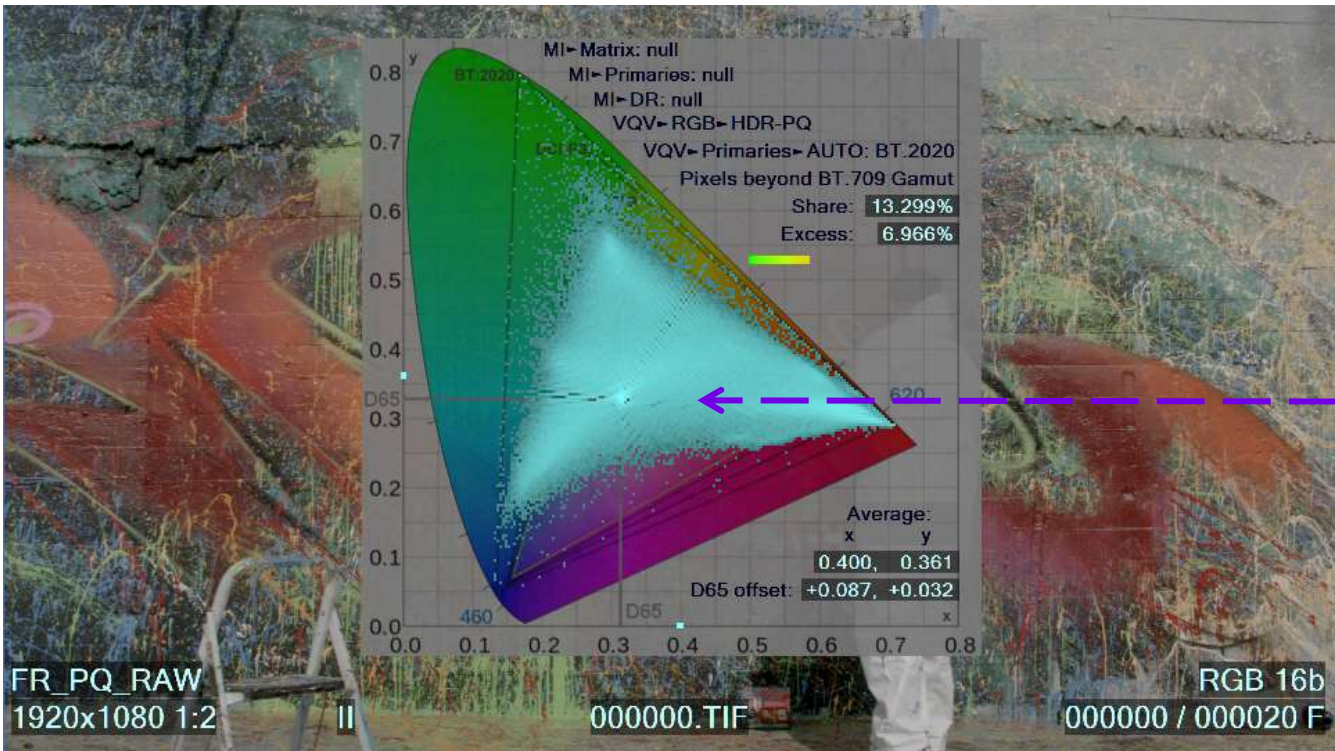 y
MI►Matrix: null
0.8
BT.2020
MI►Primaries: null
MI►DR: null
VQV►RGB►HDR-PQ
0.7
DCI P3
VQV►Primaries►AUTO: BT.2020
Pixels beyond BT.709 Gamut
0.6
Share: 13.299%
Excess: 6.966%
0.5
0.4
D65
620
0.3
0.2
Average:
x y
0.1
0.400, 0.361
D65 offset: +0.087, +0.032
460
D65
x
0.0
0.0 0.1 0.2 0.3 0.4 0.5 0.6 0.7 0.8
FR_PQ_RAW
RGB 16b
1920x1080 1:2 II 000000.TIF 000000 / 000020 F